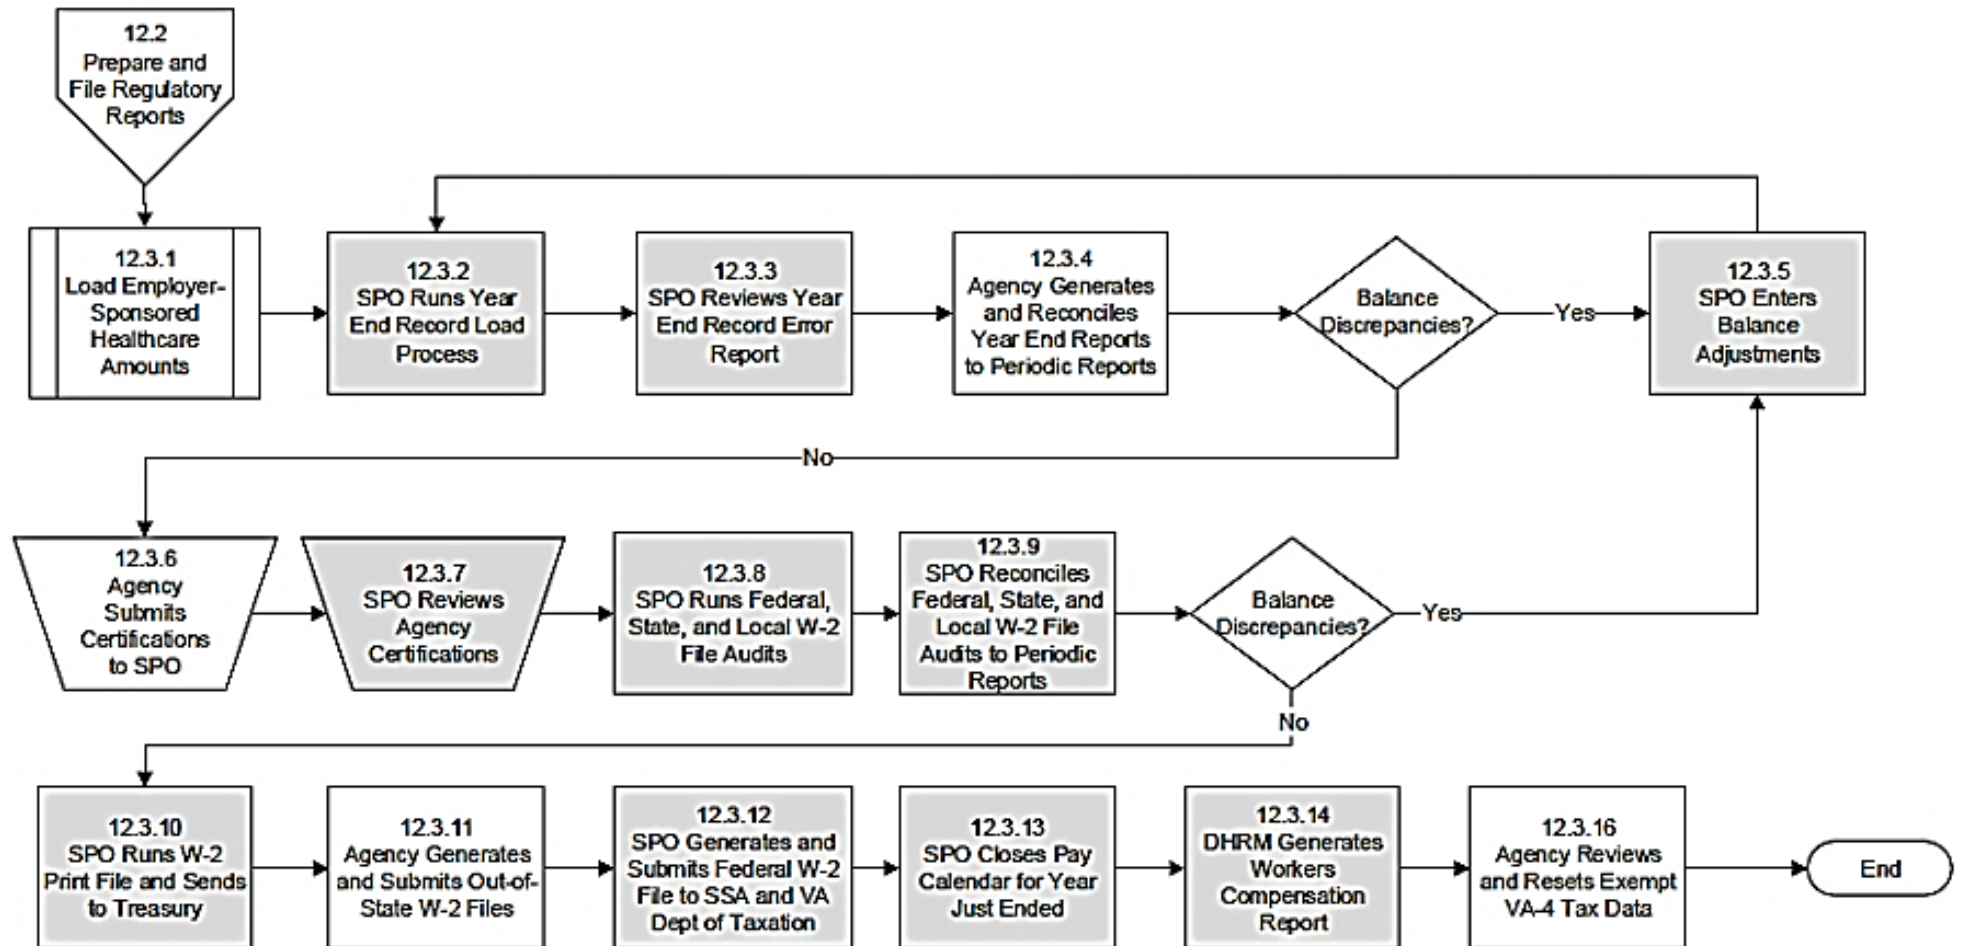 12.2
Prepare and
File Regulatory
Reports
12.3.1
Load Employer-
Sponsored
Healthcare
Amounts
12.3.2
SPO Runs Year
End Record Load
Process
12.3.3
SPO Reviews Year
End Record Error
Report
12.3.4
Agency Generates
and Reconciles
Year End Reports
to Periodic Reports
Balance
Discrepancies?
Yes
12.3.5
SPO Enters
Balance
Adjustments
No
12.3.6
Agency
Submits
Certifications
to SPO
12.3.7
SPO Reviews
Agency
Certifications
12.3.8
SPO Runs Federal,
State, and Local W-2
File Audits
12.3.9
SPO Reconciles
Federal, State, and
Local W-2 File
Audits to Periodic
Reports
Balance
Discrepancies?
Yes
No
12.3.10
SPO Runs W-2
Print File and Sends
to Treasury
12.3.11
Agency Generates
and Submits Out-of-
State W-2 Files
12.3.12
SPO Generates and
Submits Federal W-2
File to SSA and VA
Dept of Taxation
12.3.13
SPO Closes Pay
Calendar for Year
Just Ended
12.3.14
DHRM Generates
Workers
Compensation
Report
12.3.16
Agency Reviews
and Resets Exempt
VA-4 Tax Data
End